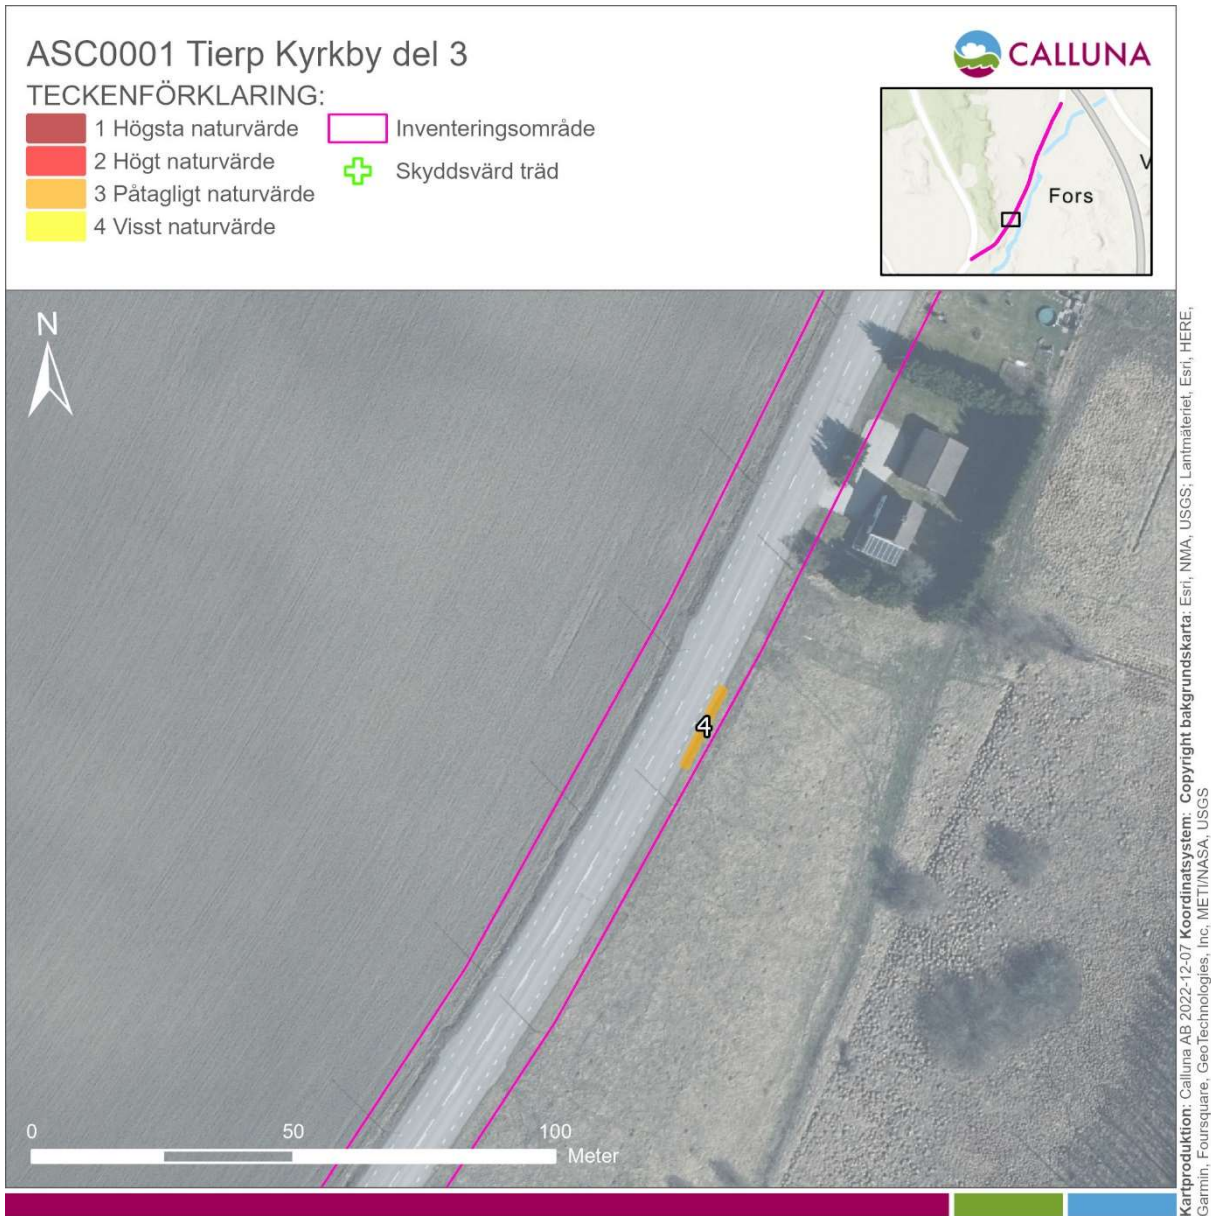 ASC0001 Tierp Kyrkby del 3
CALLUNA
TECKENFÖRKLARING:
1 Högsta naturvärde
2 Högt naturvärde
3 Påtagligt naturvärde
4 Visst naturvärde
Inventeringsområde
Skyddsvärd träd
Fors
V
N
4
0 50 100
Meter
Kartproduktion: Calluna AB 2022-12-07 Koordinatsystem: Copyright bakgrundskarta: Esri, NMA, USGS; Lantmäteriet, Esri, HERE,
Garmin, Foursquare, GeoTechnologies, Inc, METI/NASA, USGS